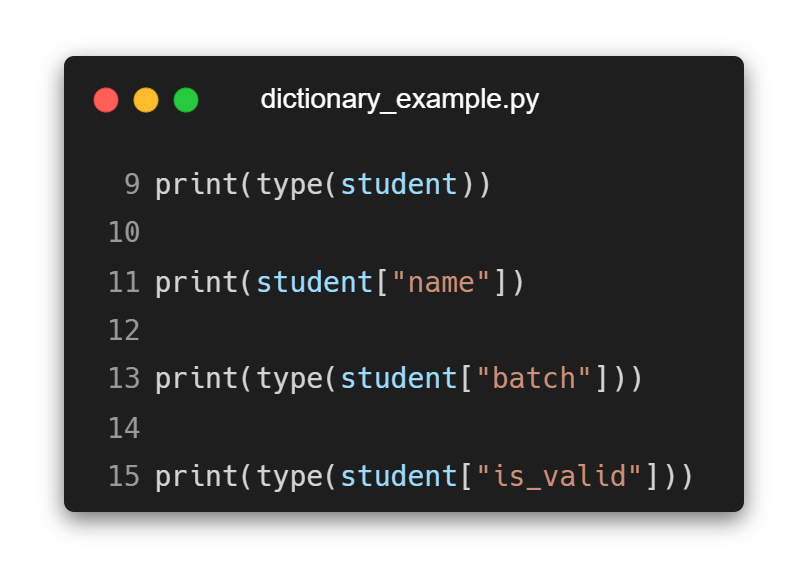 dictionary_example.py
9 print(type(student))
10
11 print(student["name"])
12
13 print(type(student["batch"]))
14
15 print(type(student["is_valid"]))